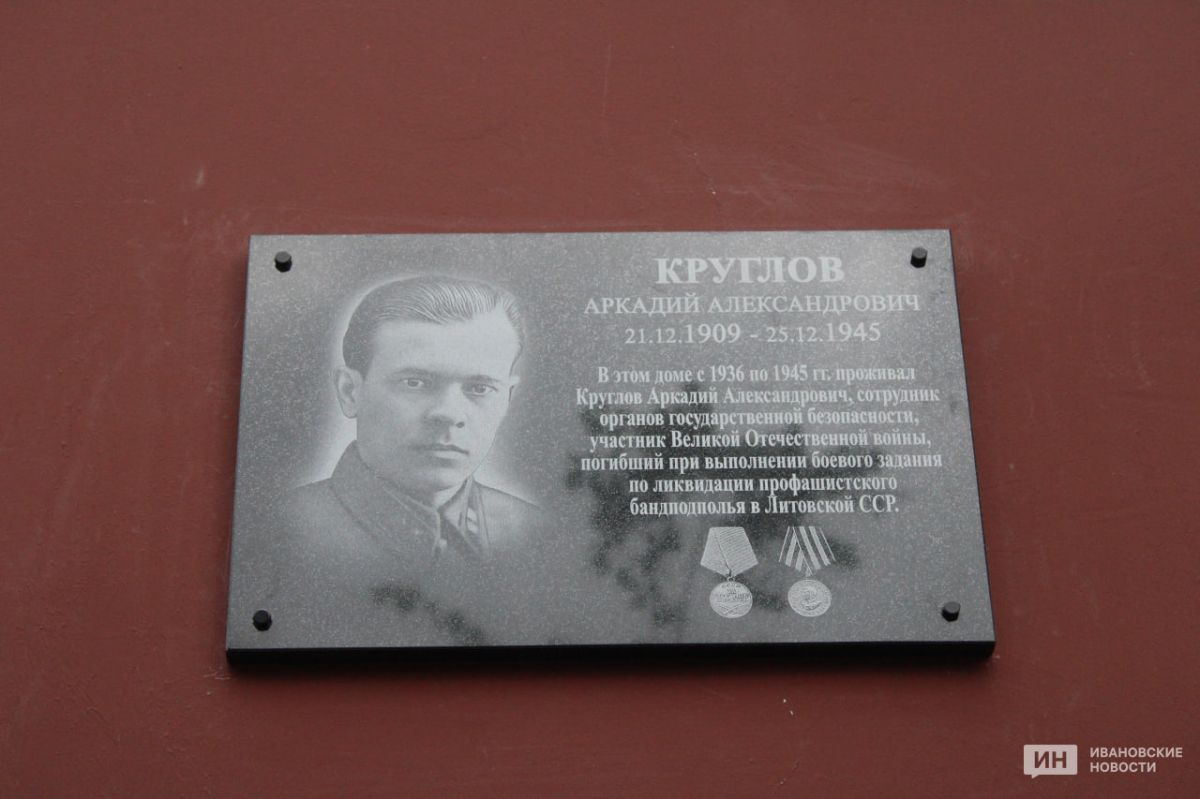 КРУГЛОВ
АРКАДИЙ АЛЕКСАНДРОВИЧ
21.12.1909 - 25.12.1945
В этом доме с 1936 по 1945 гг. проживал
Круглов Аркадий Александрович, сотрудник
органов государственной безопасности,
участник Великой Отечественной войны,
погибший при выполнении боевого задания
по ликвидации профашистского
бандподполья в Литовской ССР.
ИН ИВАНОВСКИЕ
НОВОСТИ